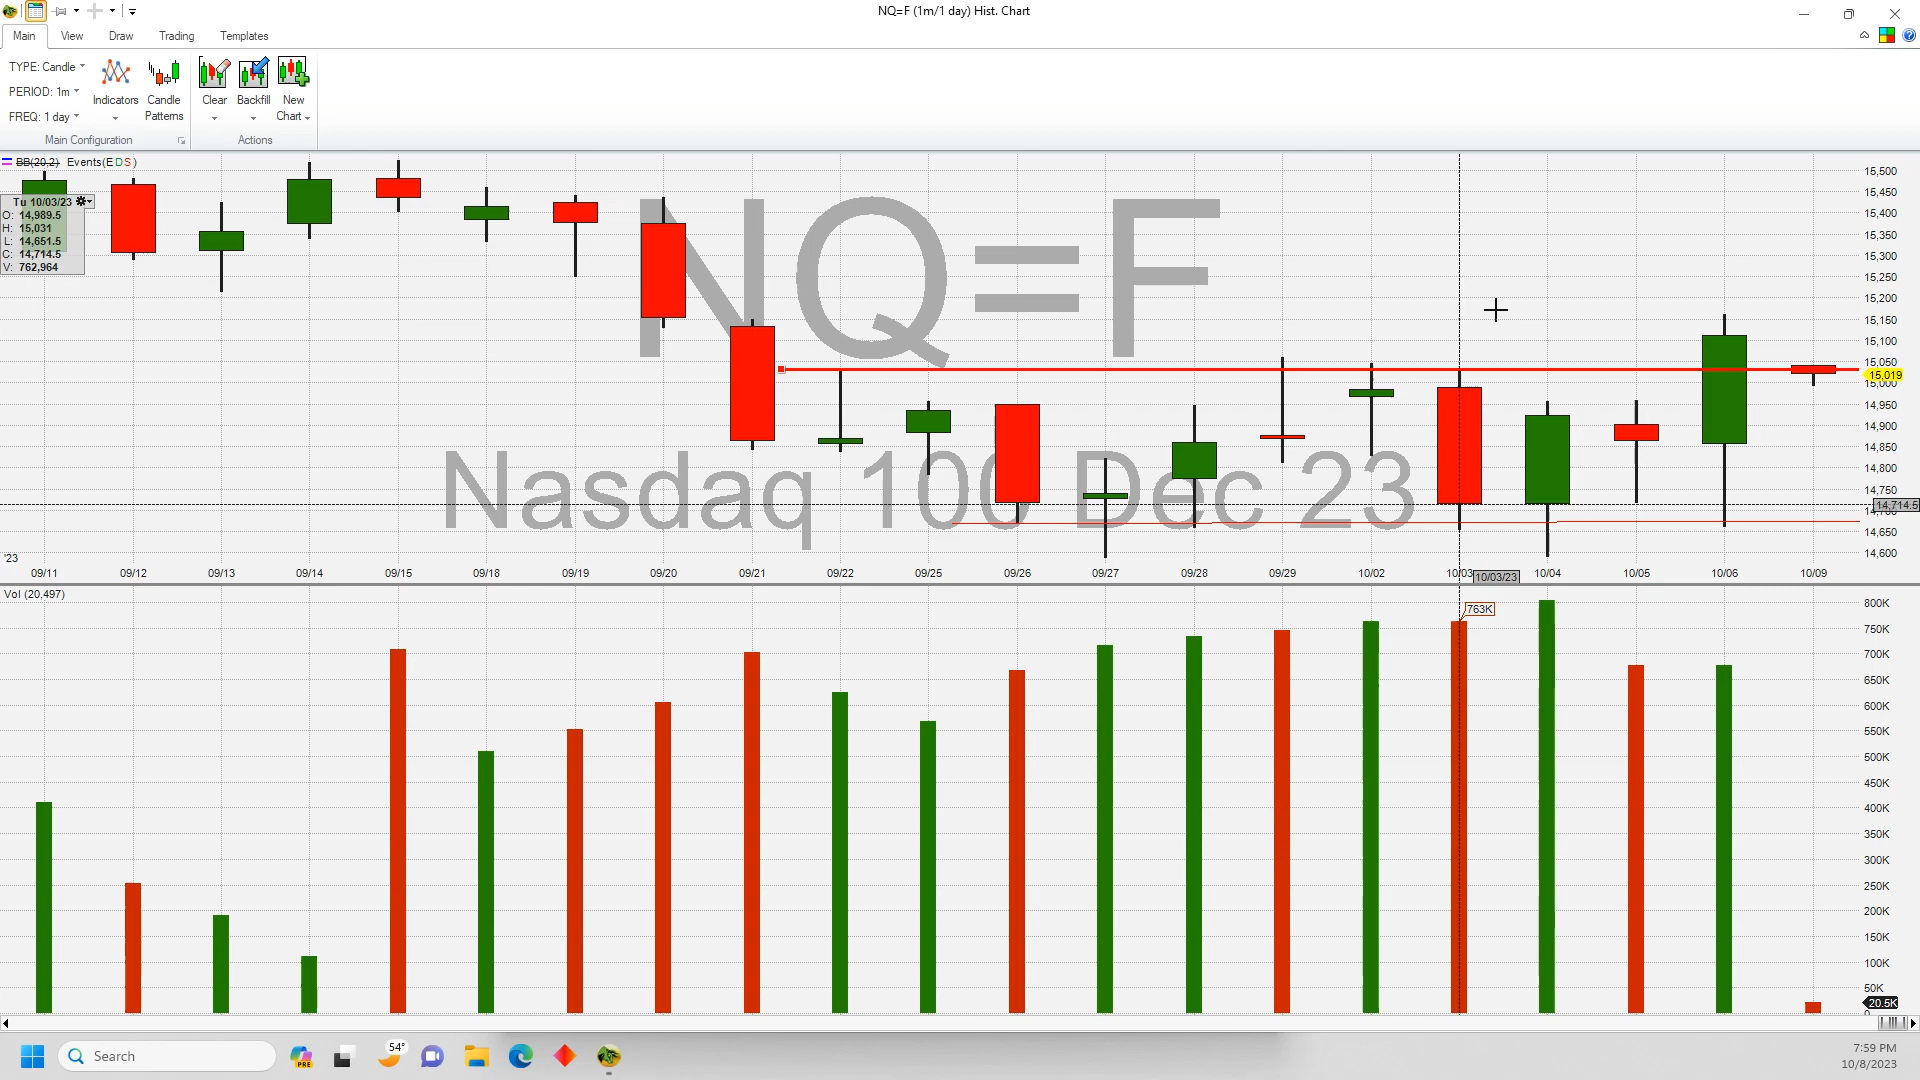 NQ=F (1m/1 day) Hist. Chart
Main View Draw Trading Templates
TYPE: Candle
PERIOD: 1m
FREQ: 1 day
Indicators
Candle Patterns
Clear
Backfill
New Chart
Main Configuration
Actions
BB(20,2) Events(EDS)
Tu 10/03/23
O: 14,989.5
H: 15,031
L: 14,651.5
C: 14,714.5
V: 762,964
NQ=F
Nasdaq 100 Dec 23
15,500
15,450
15,400
15,350
15,300
15,250
15,200
15,150
15,100
15,050
15,019
15,000
14,950
14,900
14,850
14,800
14,750
14,714.5
14,700
14,650
14,600
'23
09/11 09/12 09/13 09/14 09/15 09/18 09/19 09/20 09/21 09/22 09/25 09/26 09/27 09/28 09/29 10/02 10/03 10/03/23 10/04 10/05 10/06 10/09
Vol (20,497)
763K
800K
750K
700K
650K
600K
550K
500K
450K
400K
350K
300K
250K
200K
150K
100K
50K
20.5K
0
Search
PRE
54°
7:59 PM
10/8/2023